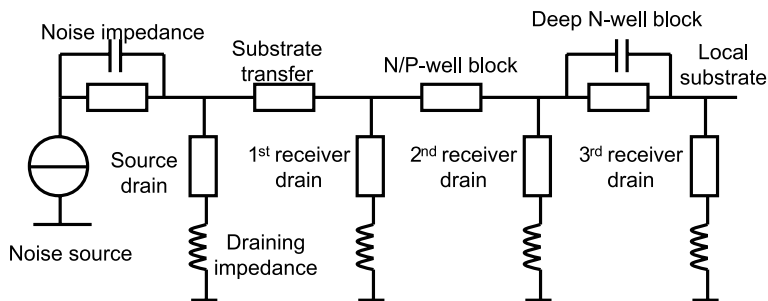 Deep N-well block
Noise impedance
Substrate
transfer
N/P-well block
Local
substrate
Source
drain
1st receiver
drain
2nd receiver
drain
3rd receiver
drain
Noise source
Draining
impedance